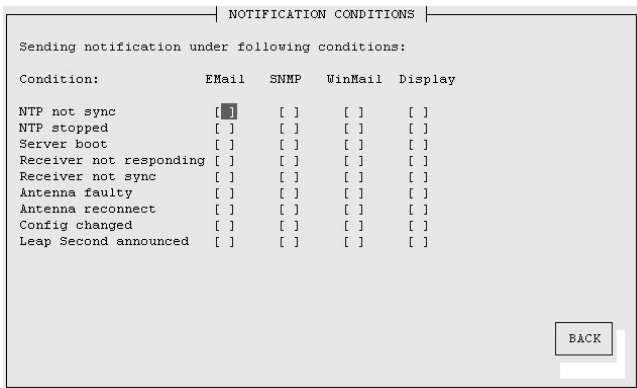 NOTIFICATION CONDITIONS
Sending notification under following conditions:
Condition: EMail SNMP WinMail Display
NTP not sync [ ] [ ] [ ] [ ]
NTP stopped [ ] [ ] [ ] [ ]
Server boot [ ] [ ] [ ] [ ]
Receiver not responding [ ] [ ] [ ] [ ]
Receiver not sync [ ] [ ] [ ] [ ]
Antenna faulty [ ] [ ] [ ] [ ]
Antenna reconnect [ ] [ ] [ ] [ ]
Config changed [ ] [ ] [ ] [ ]
Leap Second announced [ ] [ ] [ ] [ ]
BACK